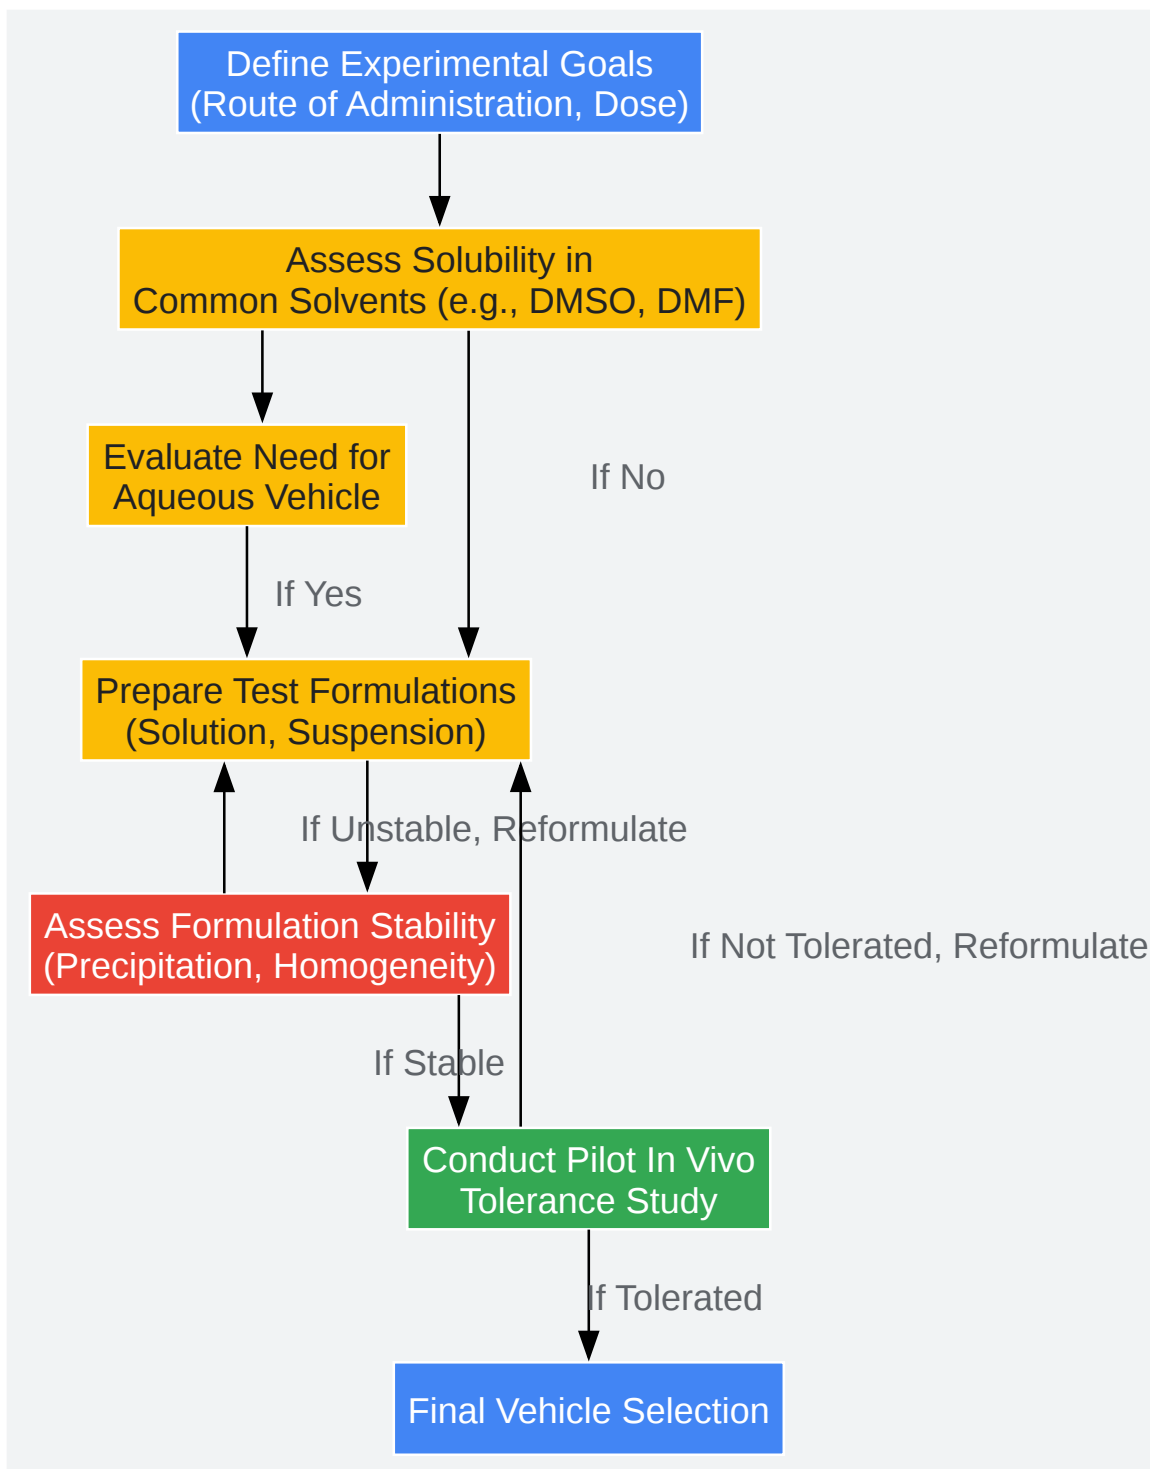 Define Experimental Goals
(Route of Administration, Dose)
Assess Solubility in
Common Solvents (e.g., DMSO, DMF)
Evaluate Need for
Aqueous Vehicle
If No
If Yes
Prepare Test Formulations
(Solution, Suspension)
If Unstable, Reformulate
Assess Formulation Stability
(Precipitation, Homogeneity)
If Not Tolerated, Reformulate
If Stable
Conduct Pilot In Vivo
Tolerance Study
If Tolerated
Final Vehicle Selection